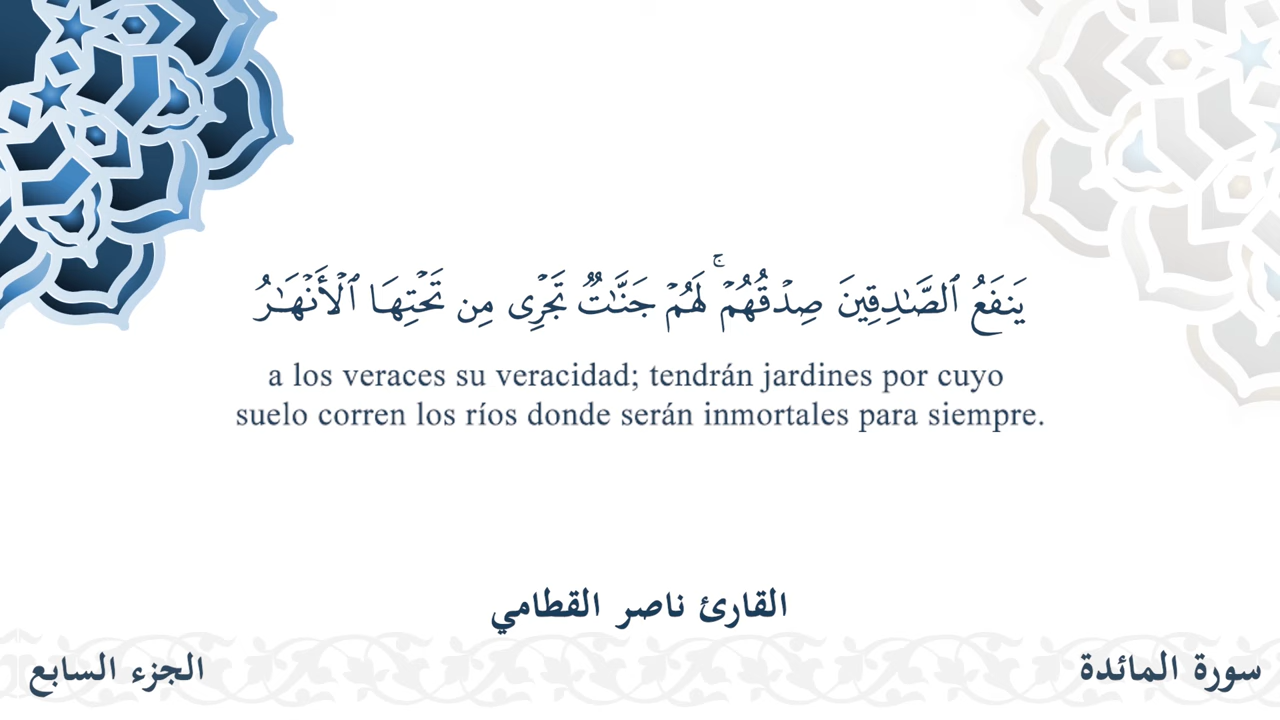 يَنفَعُ ٱلصَّـٰدِقِينَ صِدْقُهُمْ ۚ لَهُمْ جَنَّـٰتٌ تَجْرِى مِن تَحْتِهَا ٱلْأَنْهَـٰرُ
a los veraces su veracidad; tendrán jardines por cuyo
suelo corren los ríos donde serán inmortales para siempre.
القارئ ناصر القطامي
سورة المائدة
الجزء السابع